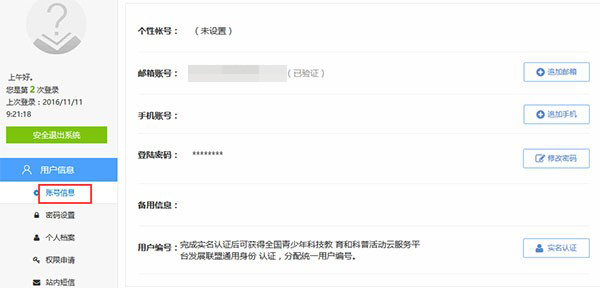 上午好。
您是第 2 次登录
上次登录：2016/11/11
9:21:18
安全退出系统
用户信息
账号信息
密码设置
个人档案
权限申请
站内短信
个性帐号： （未设置）
邮箱账号： （已验证） 追加邮箱
手机账号： 追加手机
登陆密码： ******** 修改密码
备用信息：
用户编号： 完成实名认证后可获得全国青少年科技教 育和科普活动云服务平
台发展联盟通用身份 认证，分配统一用户编号。 实名认证